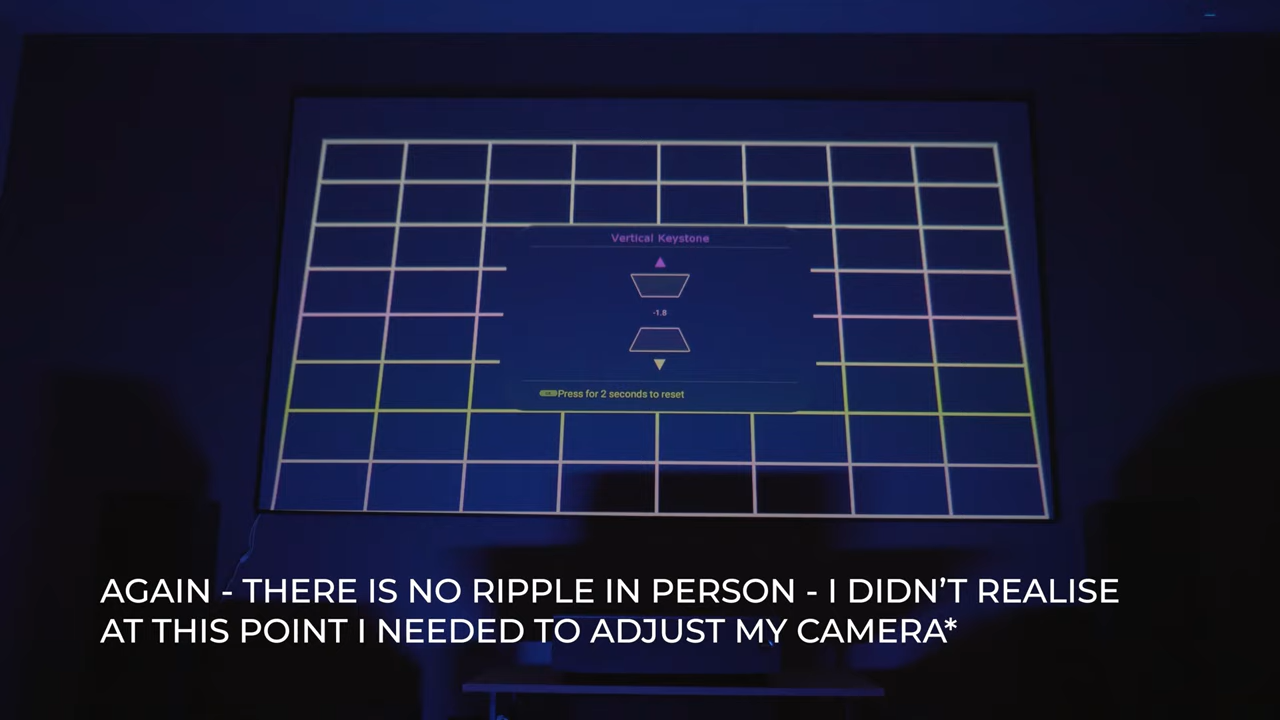 Vertical Keystone
-1.8
Press for 2 seconds to reset
AGAIN - THERE IS NO RIPPLE IN PERSON - I DIDN’T REALISE
AT THIS POINT I NEEDED TO ADJUST MY CAMERA*